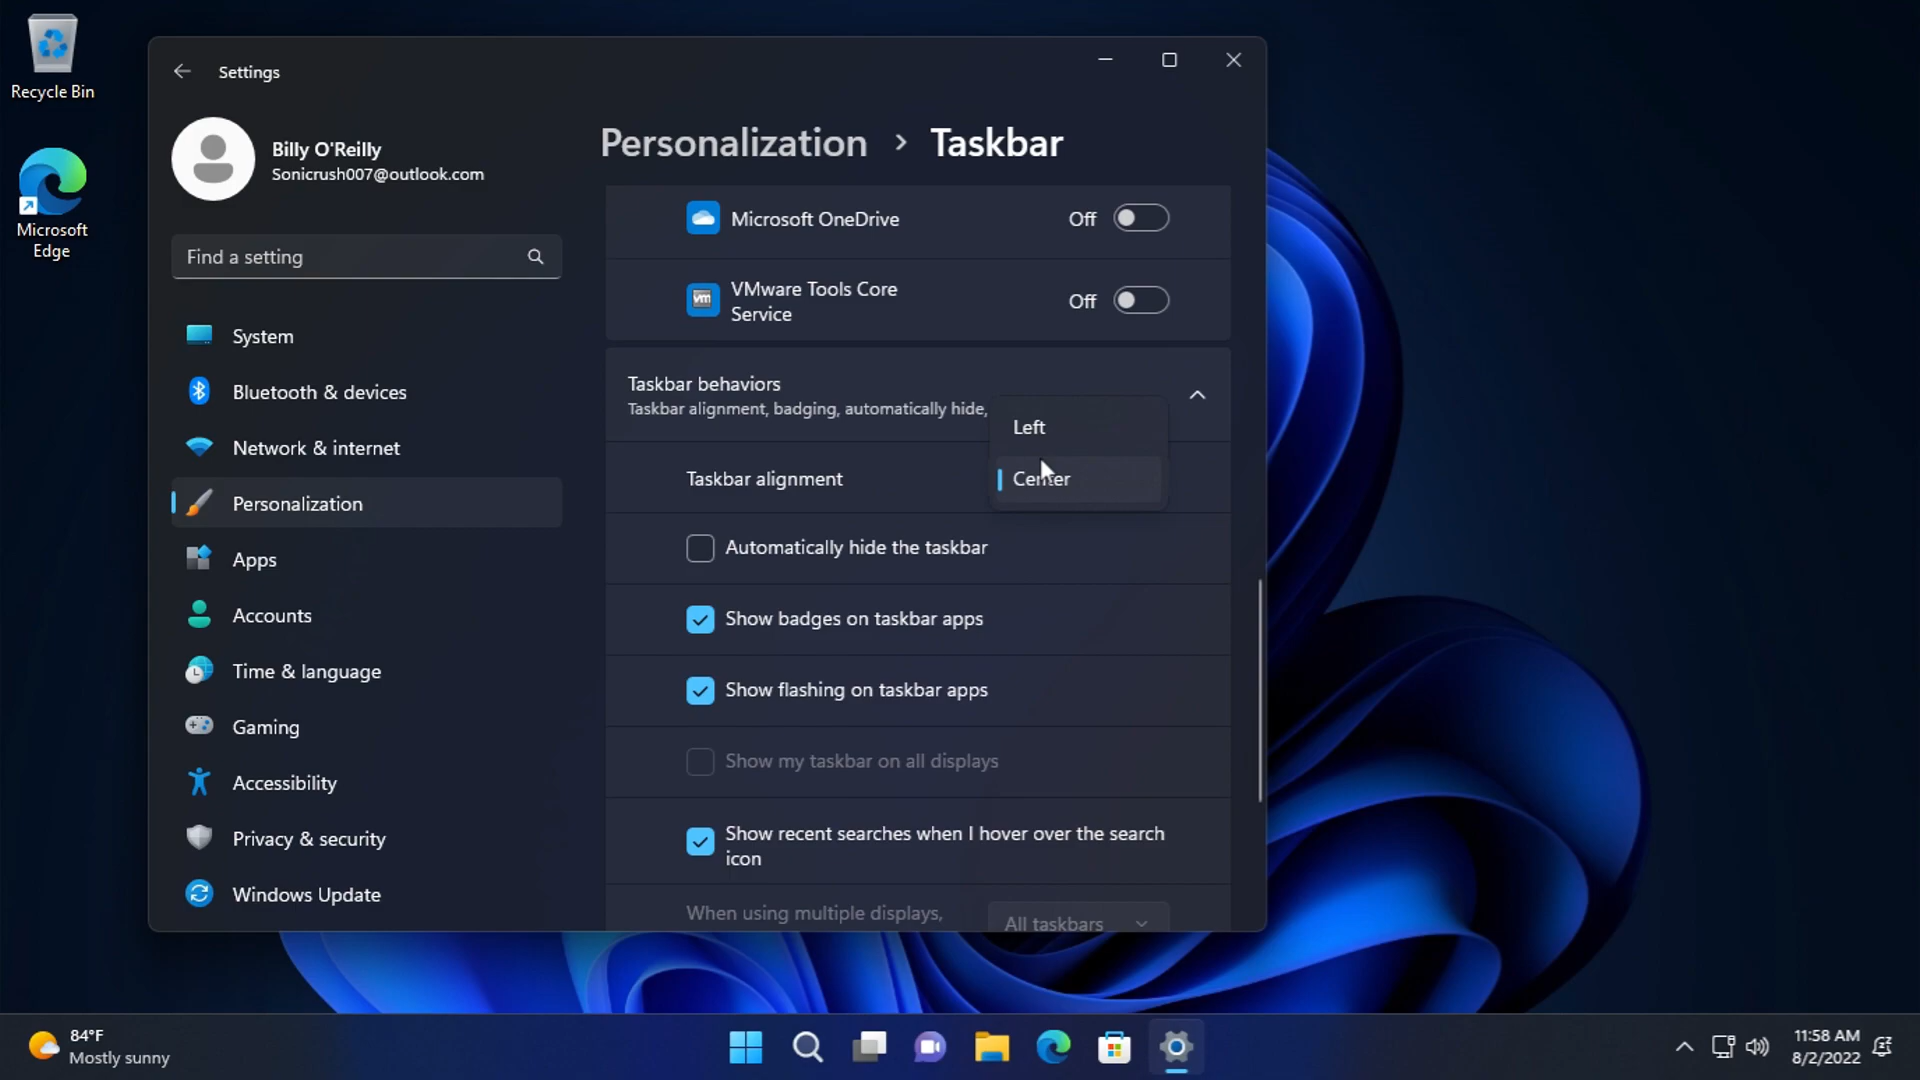 Recycle Bin
Microsoft
Edge
Settings
Billy O'Reilly
Sonicrush007@outlook.com
Find a setting
System
Bluetooth & devices
Network & internet
Personalization
Apps
Accounts
Time & language
Gaming
Accessibility
Privacy & security
Windows Update
Personalization > Taskbar
Microsoft OneDrive Off
VMware Tools Core
Service
Off
vm
Taskbar behaviors
Taskbar alignment, badging, automatically hide,
Left
Taskbar alignment Center
Automatically hide the taskbar
Show badges on taskbar apps
Show flashing on taskbar apps
Show my taskbar on all displays
Show recent searches when I hover over the search
icon
When using multiple displays,
All taskbars
84°F
Mostly sunny
11:58 AM
8/2/2022